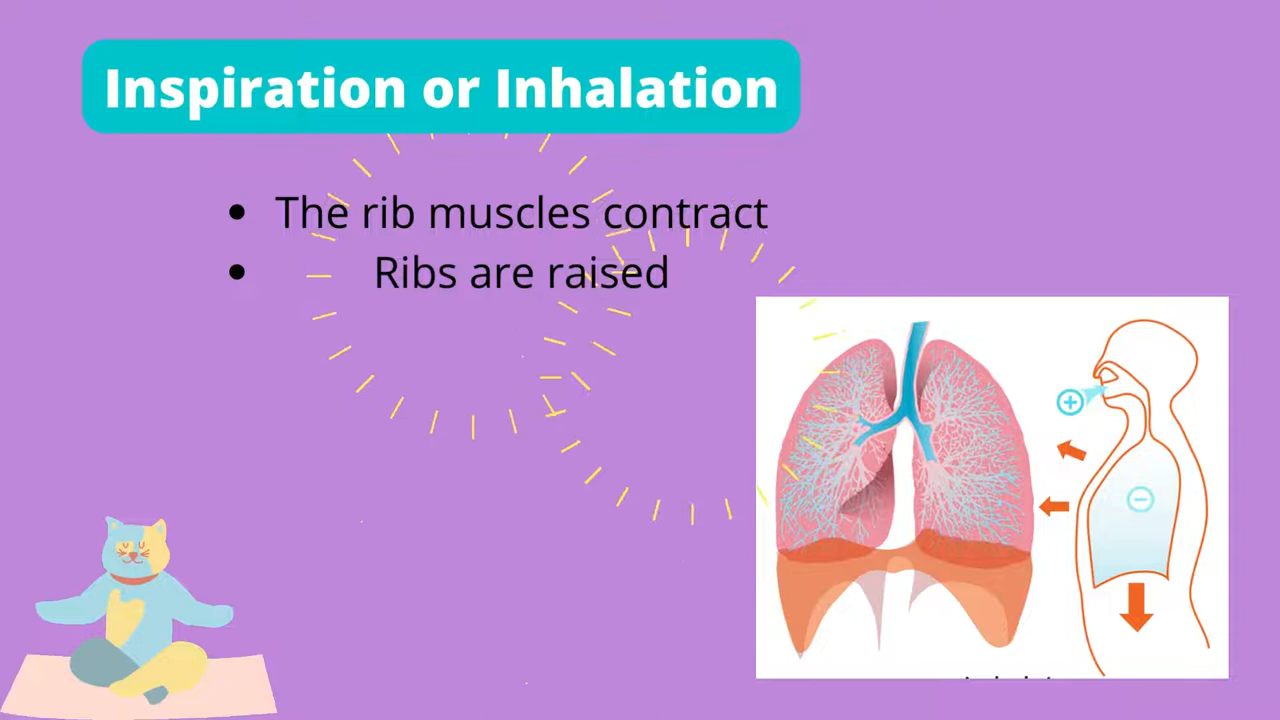 Inspiration or Inhalation
• The rib muscles contract
• Ribs are raised
+
−